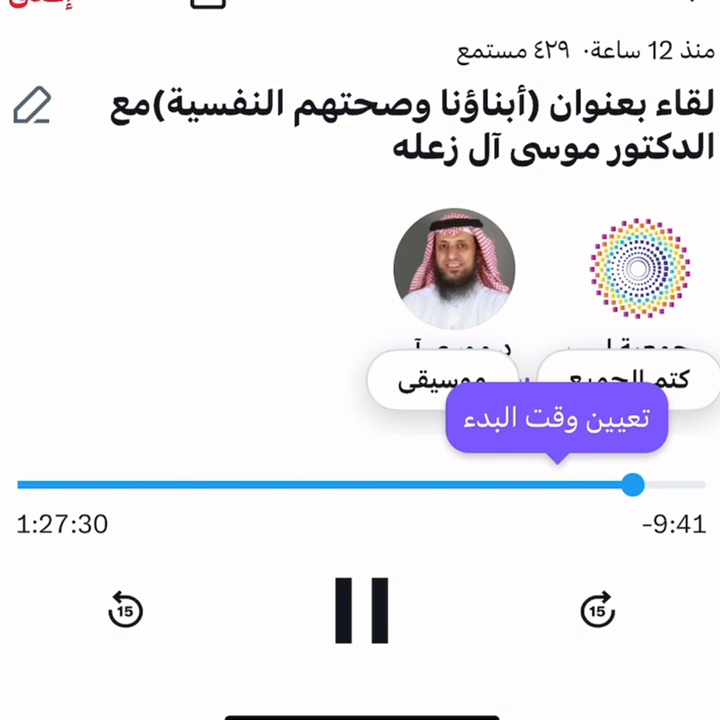 منذ 12 ساعة · ٤٢٩ مستمع
لقاء بعنوان (أبناؤنا وصحتهم النفسية)مع
الدكتور موسى آل زعله
كتم الجميع
موسيقى
تعيين وقت البدء
1:27:30
-9:41
15
15